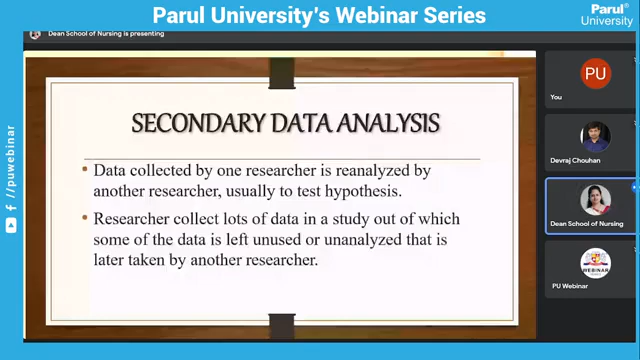 Parul University's Webinar Series
Parul®
University
Dean School of Nursing is presenting
SECONDARY DATA ANALYSIS
• Data collected by one researcher is reanalyzed by
another researcher, usually to test hypothesis.
• Researcher collect lots of data in a study out of which
some of the data is left unused or unanalyzed that is
later taken by another researcher.
PU
You
Devraj Chouhan
Dean School of Nursing
WEBINAR
PU Webinar
f //puwebinar